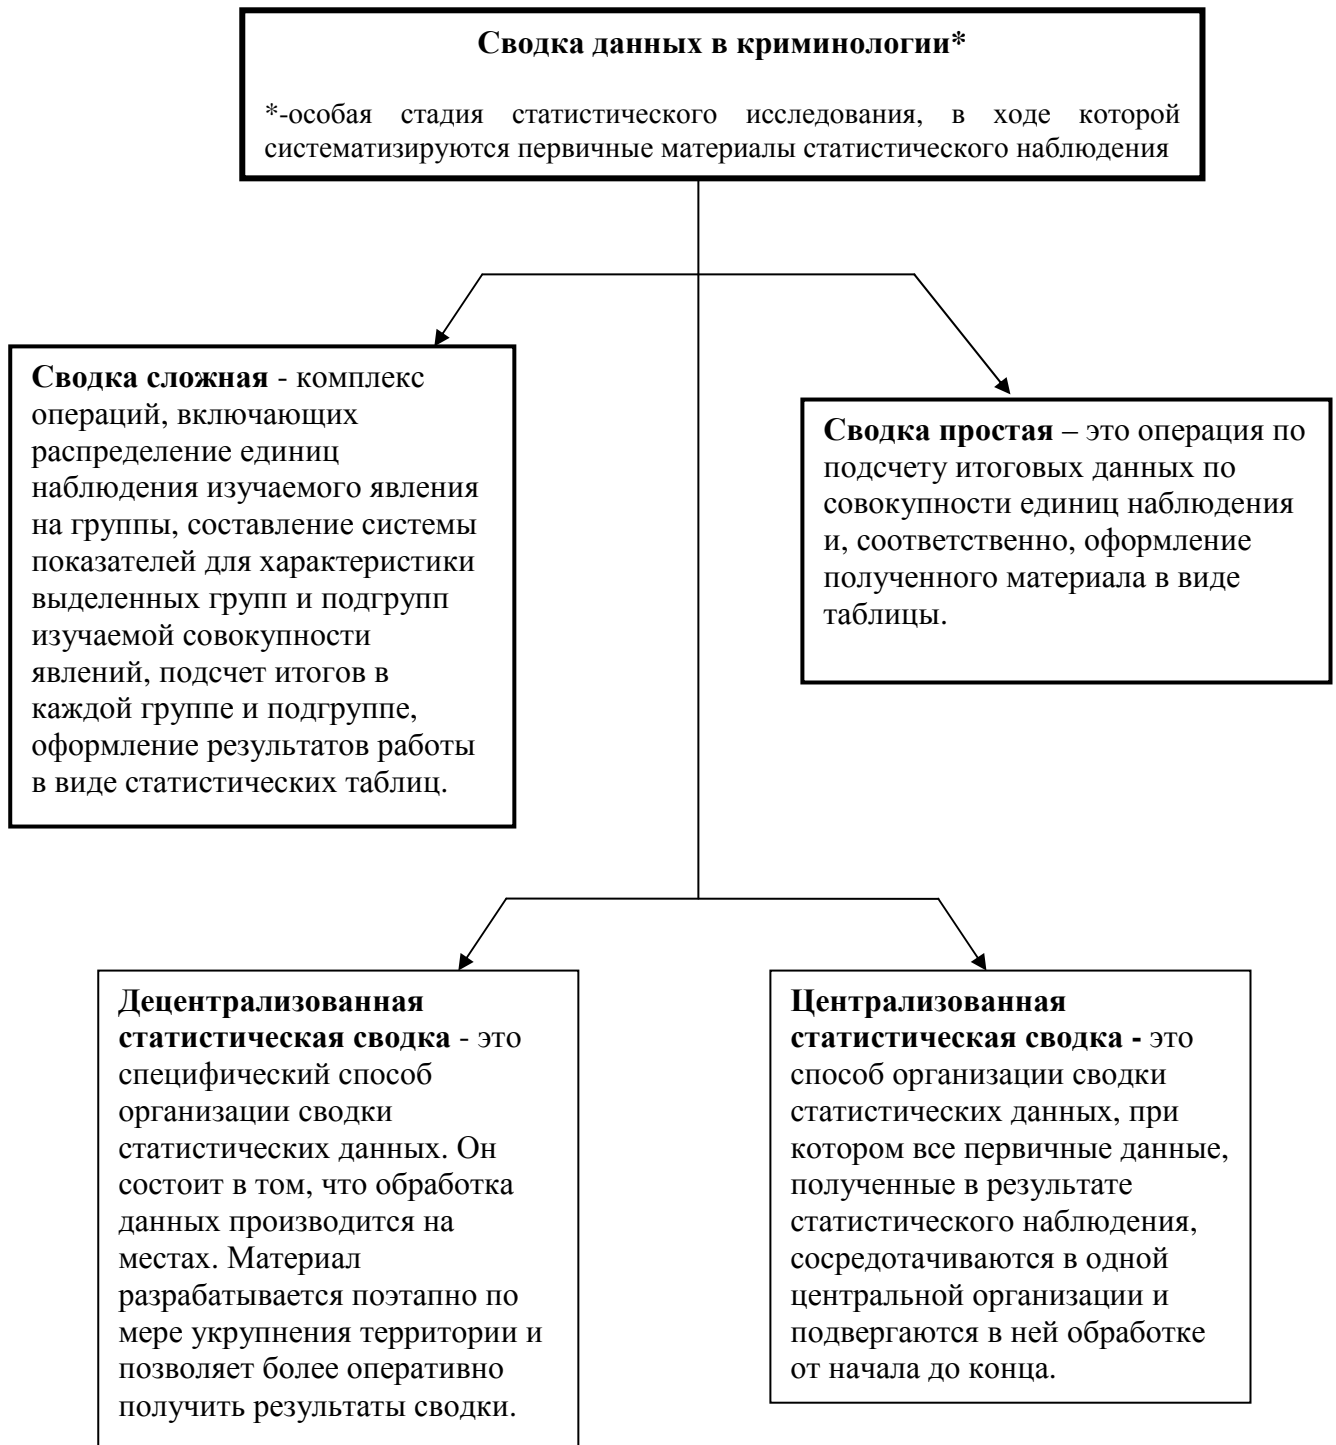 Сводка данных в криминологии*
*-особая стадия статистического исследования, в ходе которой
систематизируются первичные материалы статистического наблюдения
Сводка сложная - комплекс
операций, включающих
распределение единиц
наблюдения изучаемого явления
на группы, составление системы
показателей для характеристики
выделенных групп и подгрупп
изучаемой совокупности
явлений, подсчет итогов в
каждой группе и подгруппе,
оформление результатов работы
в виде статистических таблиц.
Сводка простая – это операция по
подсчету итоговых данных по
совокупности единиц наблюдения
и, соответственно, оформление
полученного материала в виде
таблицы.
Децентрализованная
статистическая сводка - это
специфический способ
организации сводки
статистических данных. Он
состоит в том, что обработка
данных производится на
местах. Материал
разрабатывается поэтапно по
мере укрупнения территории и
позволяет более оперативно
получить результаты сводки.
Централизованная
статистическая сводка - это
способ организации сводки
статистических данных, при
котором все первичные данные,
полученные в результате
статистического наблюдения,
сосредотачиваются в одной
центральной организации и
подвергаются в ней обработке
от начала до конца.